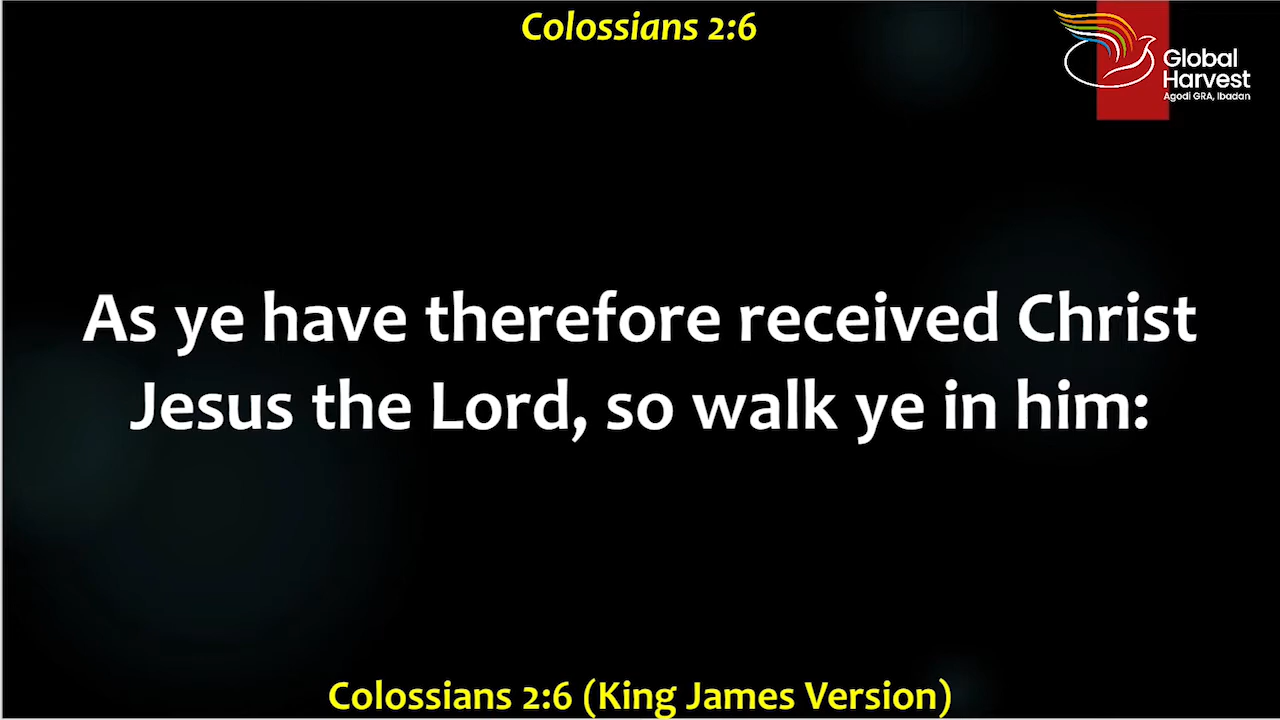 Colossians 2:6
Global
Harvest
Agodi GRA, Ibadan
As ye have therefore received Christ
Jesus the Lord, so walk ye in him:
Colossians 2:6 (King James Version)